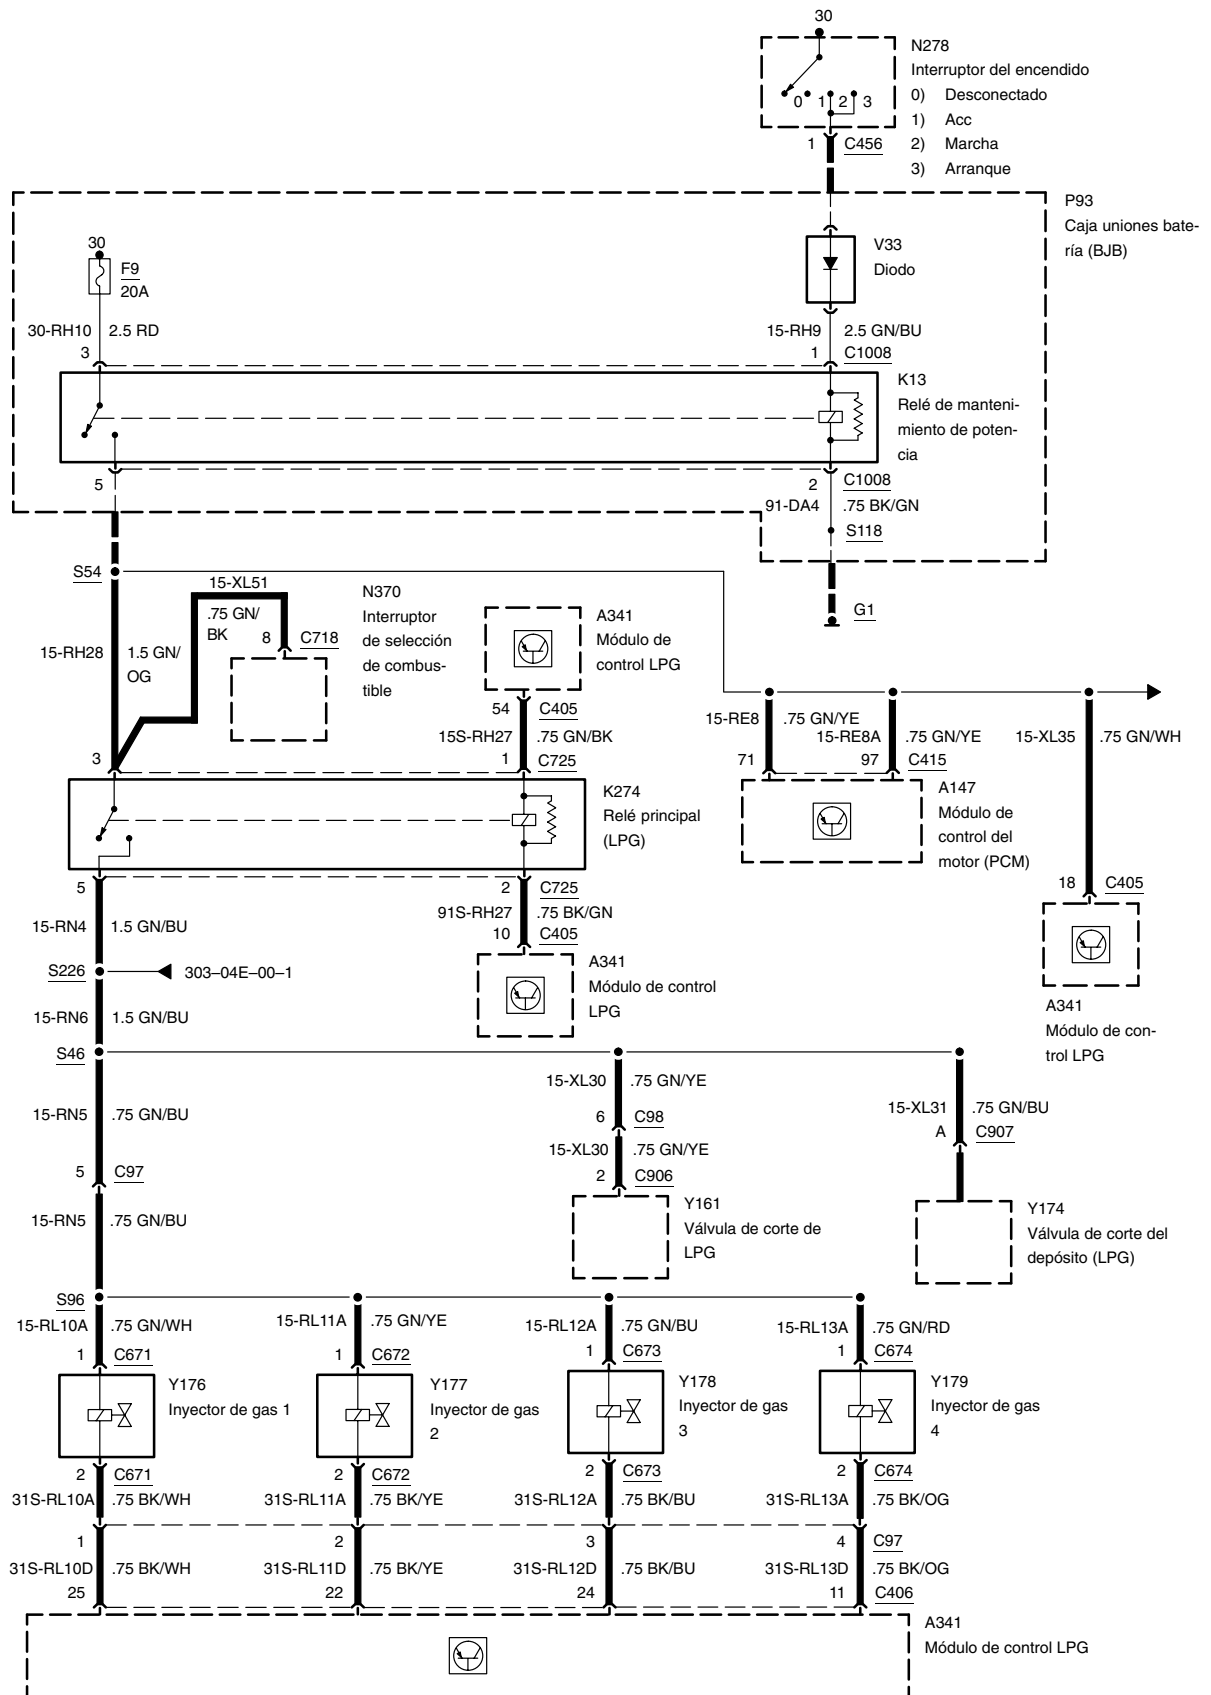 30
N278
Interruptor del encendido
0) Desconectado
1) Acc
2) Marcha
3) Arranque
0 1 2 3
1 C456
P93
Caja uniones bate-
ría (BJB)
30
F9
20A
V33
Diodo
30-RH10 2.5 RD
15-RH9 2.5 GN/BU
3
1 C1008
K13
Relé de manteni-
miento de poten-
cia
5
2 C1008
91-DA4 .75 BK/GN
S118
G1
S54
15-XL51
.75 GN/
BK
8 C718
N370
Interruptor
de selección
de combus-
tible
A341
Módulo de
control LPG
15-RH28 1.5 GN/
OG
54 C405
15S-RH27 .75 GN/BK
3
1 C725
15-RE8 .75 GN/YE
15-RE8A .75 GN/YE
15-XL35 .75 GN/WH
71
97 C415
K274
Relé principal
(LPG)
A147
Módulo de
control del
motor (PCM)
5
2 C725
18 C405
15-RN4 1.5 GN/BU
91S-RH27 .75 BK/GN
10 C405
S226
303–04E–00–1
A341
Módulo de control
LPG
A341
Módulo de con-
trol LPG
15-RN6 1.5 GN/BU
S46
15-XL30 .75 GN/YE
15-RN5 .75 GN/BU
6 C98
15-XL31 .75 GN/BU
A C907
15-XL30 .75 GN/YE
5 C97
2 C906
15-RN5 .75 GN/BU
Y161
Válvula de corte de
LPG
Y174
Válvula de corte del
depósito (LPG)
S96
15-RL10A .75 GN/WH
15-RL11A .75 GN/YE
15-RL12A .75 GN/BU
15-RL13A .75 GN/RD
1 C671
1 C672
1 C673
1 C674
Y176
Inyector de gas 1
Y177
Inyector de gas
2
Y178
Inyector de gas
3
Y179
Inyector de gas
4
2 C671
2 C672
2 C673
2 C674
31S-RL10A .75 BK/WH
31S-RL11A .75 BK/YE
31S-RL12A .75 BK/BU
31S-RL13A .75 BK/OG
1
2
3
4 C97
31S-RL10D .75 BK/WH
31S-RL11D .75 BK/YE
31S-RL12D .75 BK/BU
31S-RL13D .75 BK/OG
25
22
24
11 C406
A341
Módulo de control LPG